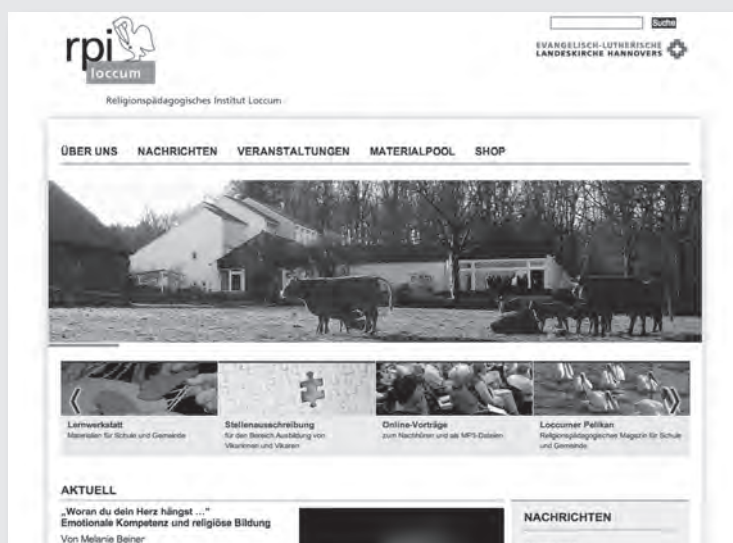 Suche
rpi
loccum
EVANGELISCH-LUTHERISCHE
LANDESKIRCHE HANNOVERS
Religionspädagogisches Institut Loccum
ÜBER UNS NACHRICHTEN VERANSTALTUNGEN MATERIALPOOL SHOP
Lernwerkstatt
Materialien für Schule und Gemeinde
Stellenausschreibung
für den Bereich Ausbildung von
Vikarinnen und Vikaren
Online-Vorträge
zum Nachhören und als MP3-Dateien
Loccumer Pelikan
Religionspädagogisches Magazin für Schule
und Gemeinde
AKTUELL
„Woran du dein Herz hängst ..."
Emotionale Kompetenz und religiöse Bildung
Von Melanie Beiner
NACHRICHTEN